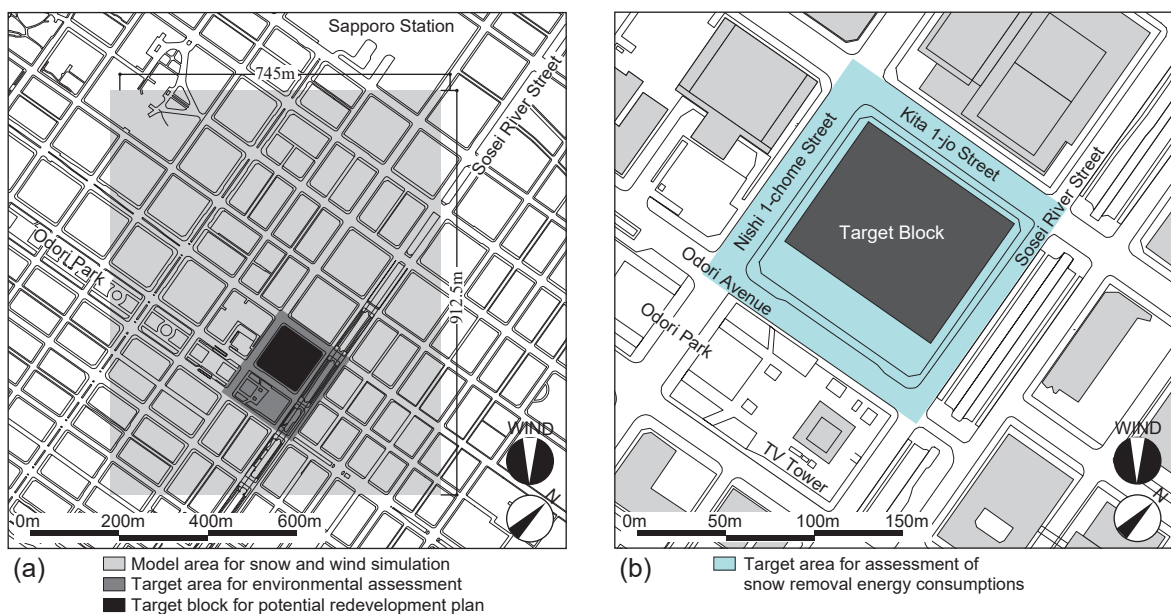 Sapporo Station
745m
Sosei River Street
912.5m
Odori Park
WIND
N
0m 200m 400m 600m
(a)
Model area for snow and wind simulation
Target area for environmental assessment
Target block for potential redevelopment plan
Kita 1-jo Street
Nishi 1-chome Street
Sosei River Street
Target Block
Odori Avenue
Odori Park
TV Tower
WIND
N
0m 50m 100m 150m
(b)
Target area for assessment of
snow removal energy consumptions